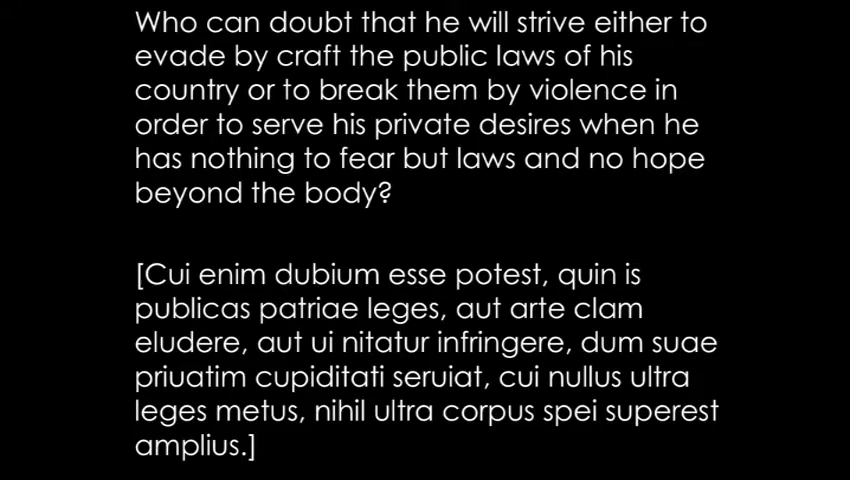 Who can doubt that he will strive either to
evade by craft the public laws of his
country or to break them by violence in
order to serve his private desires when he
has nothing to fear but laws and no hope
beyond the body?
[Cui enim dubium esse potest, quin is
publicas patriae leges, aut arte clam
eludere, aut ui nitatur infringere, dum suae
priuatim cupiditati seruiat, cui nullus ultra
leges metus, nihil ultra corpus spei superest
amplius.]